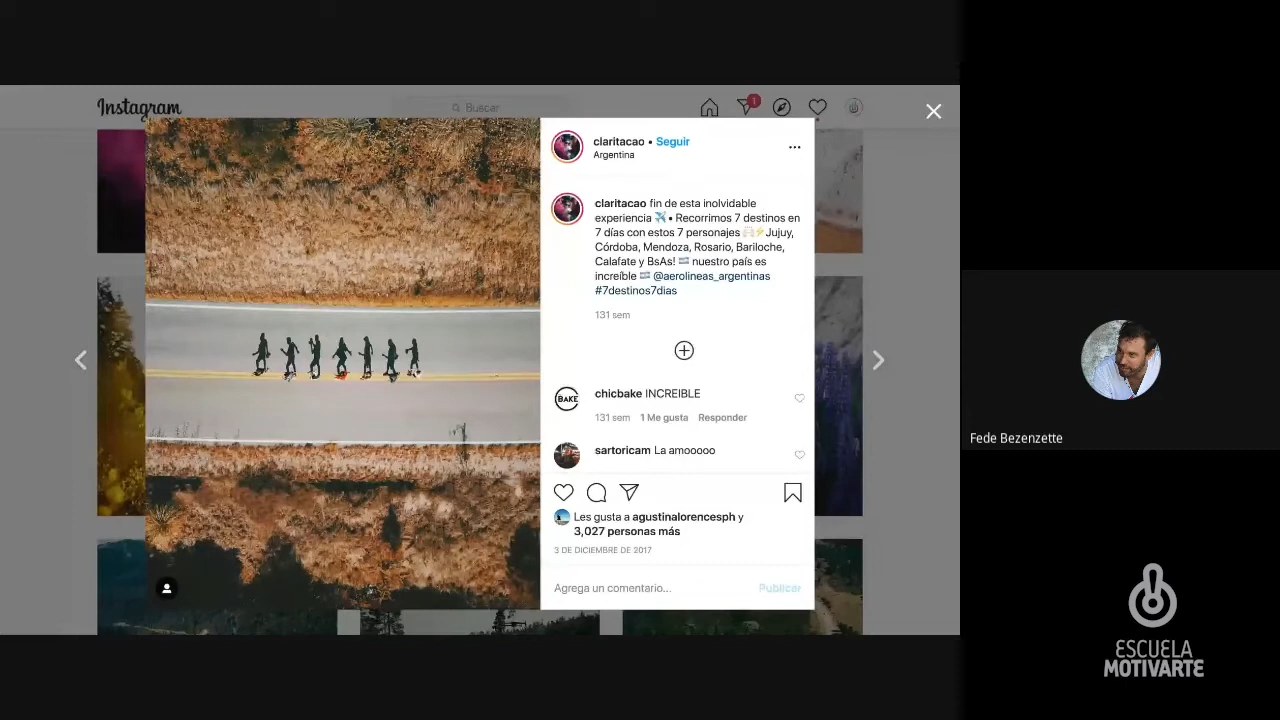 Instagram
Buscar
1
claritacao • Seguir
Argentina
claritacao fin de esta inolvidable
experiencia ✈️• Recorrimos 7 destinos en
7 días con estos 7 personajes 🙌🏻⚡Jujuy,
Córdoba, Mendoza, Rosario, Bariloche,
Calafate y BsAs! 🇦🇷 nuestro país es
increíble 🇦🇷 @aerolineas_argentinas
#7destinos7dias
131 sem
BAKE
chicbake INCREIBLE
131 sem 1 Me gusta Responder
sartoricam La amooooo
Les gusta a agustinalorencesph y
3,027 personas más
3 DE DICIEMBRE DE 2017
Agrega un comentario...
Publicar
Fede Bezenzette
ESCUELA
MOTIVARTE